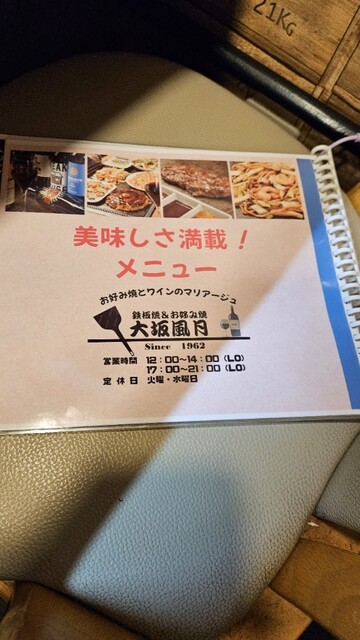 21KG
美味しさ満載！
メニュー
お好み焼とワインのマリアージュ
鉄板焼&お好み焼
大坂風月
Since 1962
営業時間 12：00～14：00（LO）
17：00～21：00（LO）
定休日 火曜・水曜日